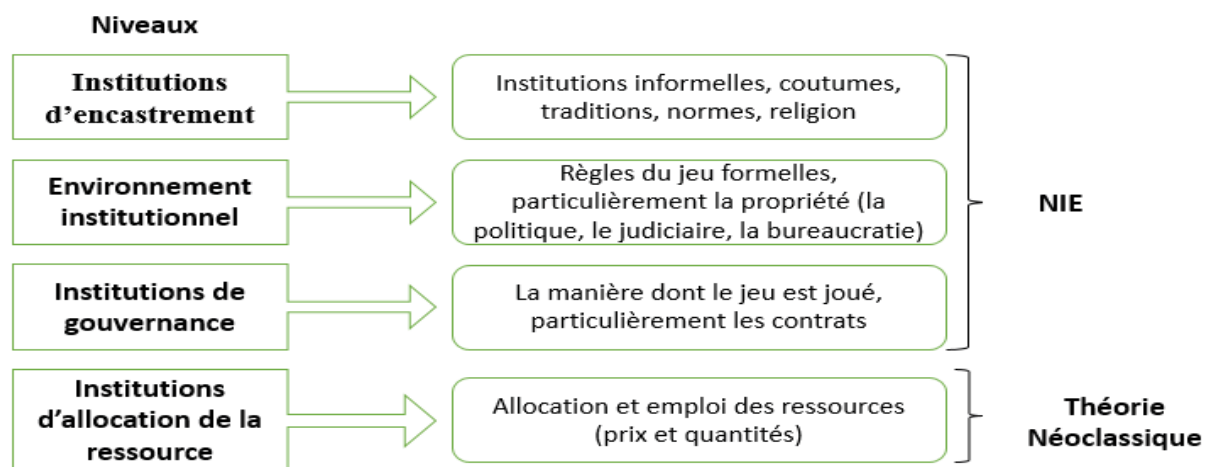 Niveaux
Institutions
d’encastrement
Institutions informelles, coutumes,
traditions, normes, religion
Environnement
institutionnel
Règles du jeu formelles,
particulièrement la propriété (la
politique, le judiciaire, la bureaucratie)
NIE
Institutions de
gouvernance
La manière dont le jeu est joué,
particulièrement les contrats
Institutions
d’allocation de la
ressource
Allocation et emploi des ressources
(prix et quantités)
Théorie
Néoclassique